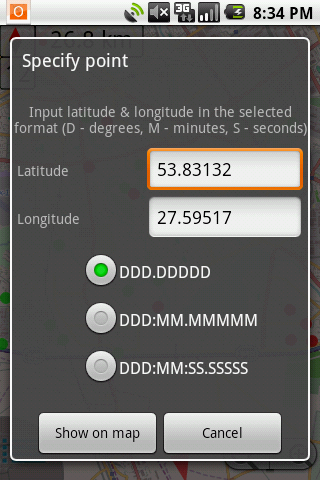 3G
8:34 PM
26.8 km
Specify point
Input latitude & longitude in the selected
format (D - degrees, M - minutes, S - seconds)
Latitude
53.83132
Longitude
27.59517
DDD.DDDDD
DDD:MM.MMMMM
DDD:MM:SS.SSSSS
Show on map
Cancel